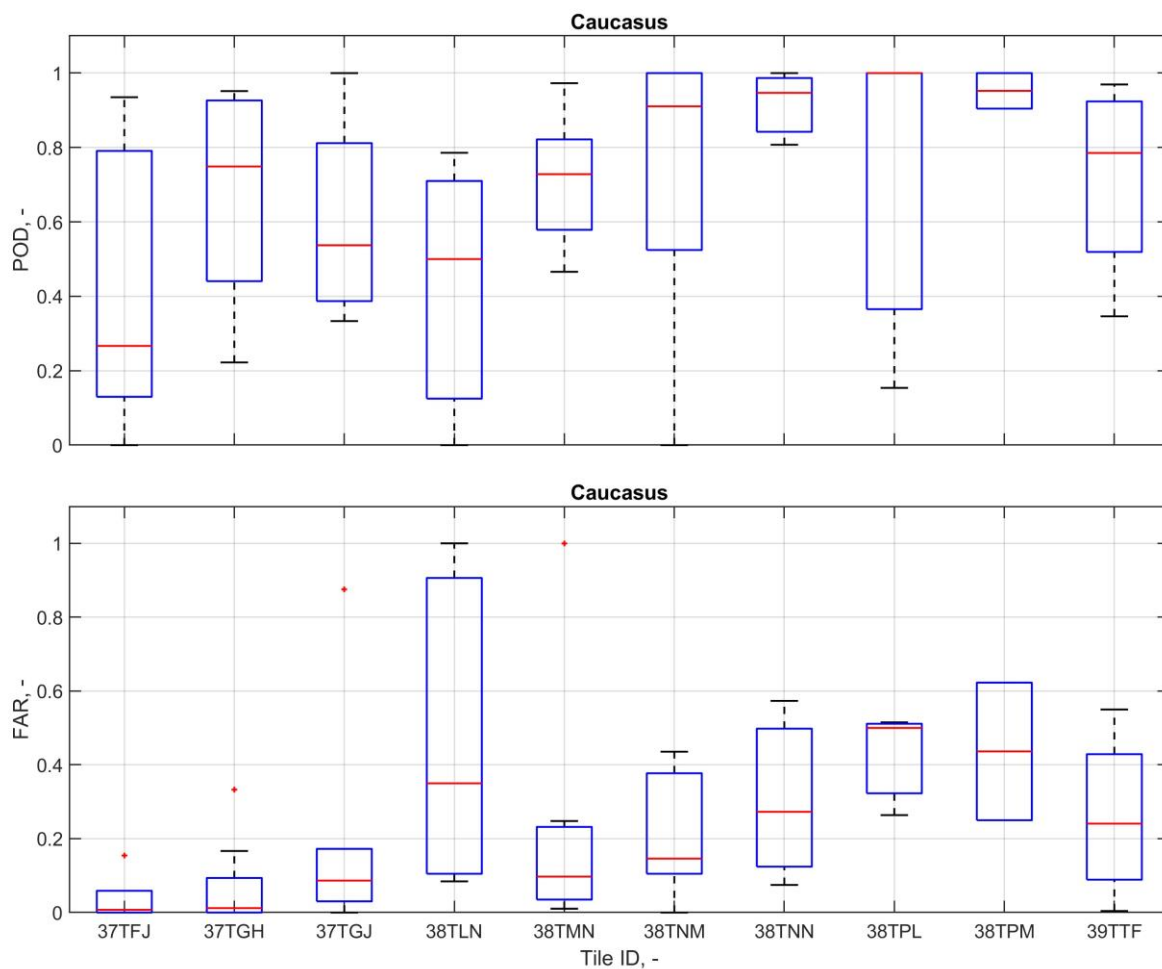 Caucasus
1
0.8
0.6
0.4
0.2
0
POD, -
Caucasus
1
0.8
0.6
0.4
0.2
0
FAR, -
37TFJ 37TGH 37TGJ 38TLN 38TMN 38TNM 38TNN 38TPL 38TPM 39TTF
Tile ID, -